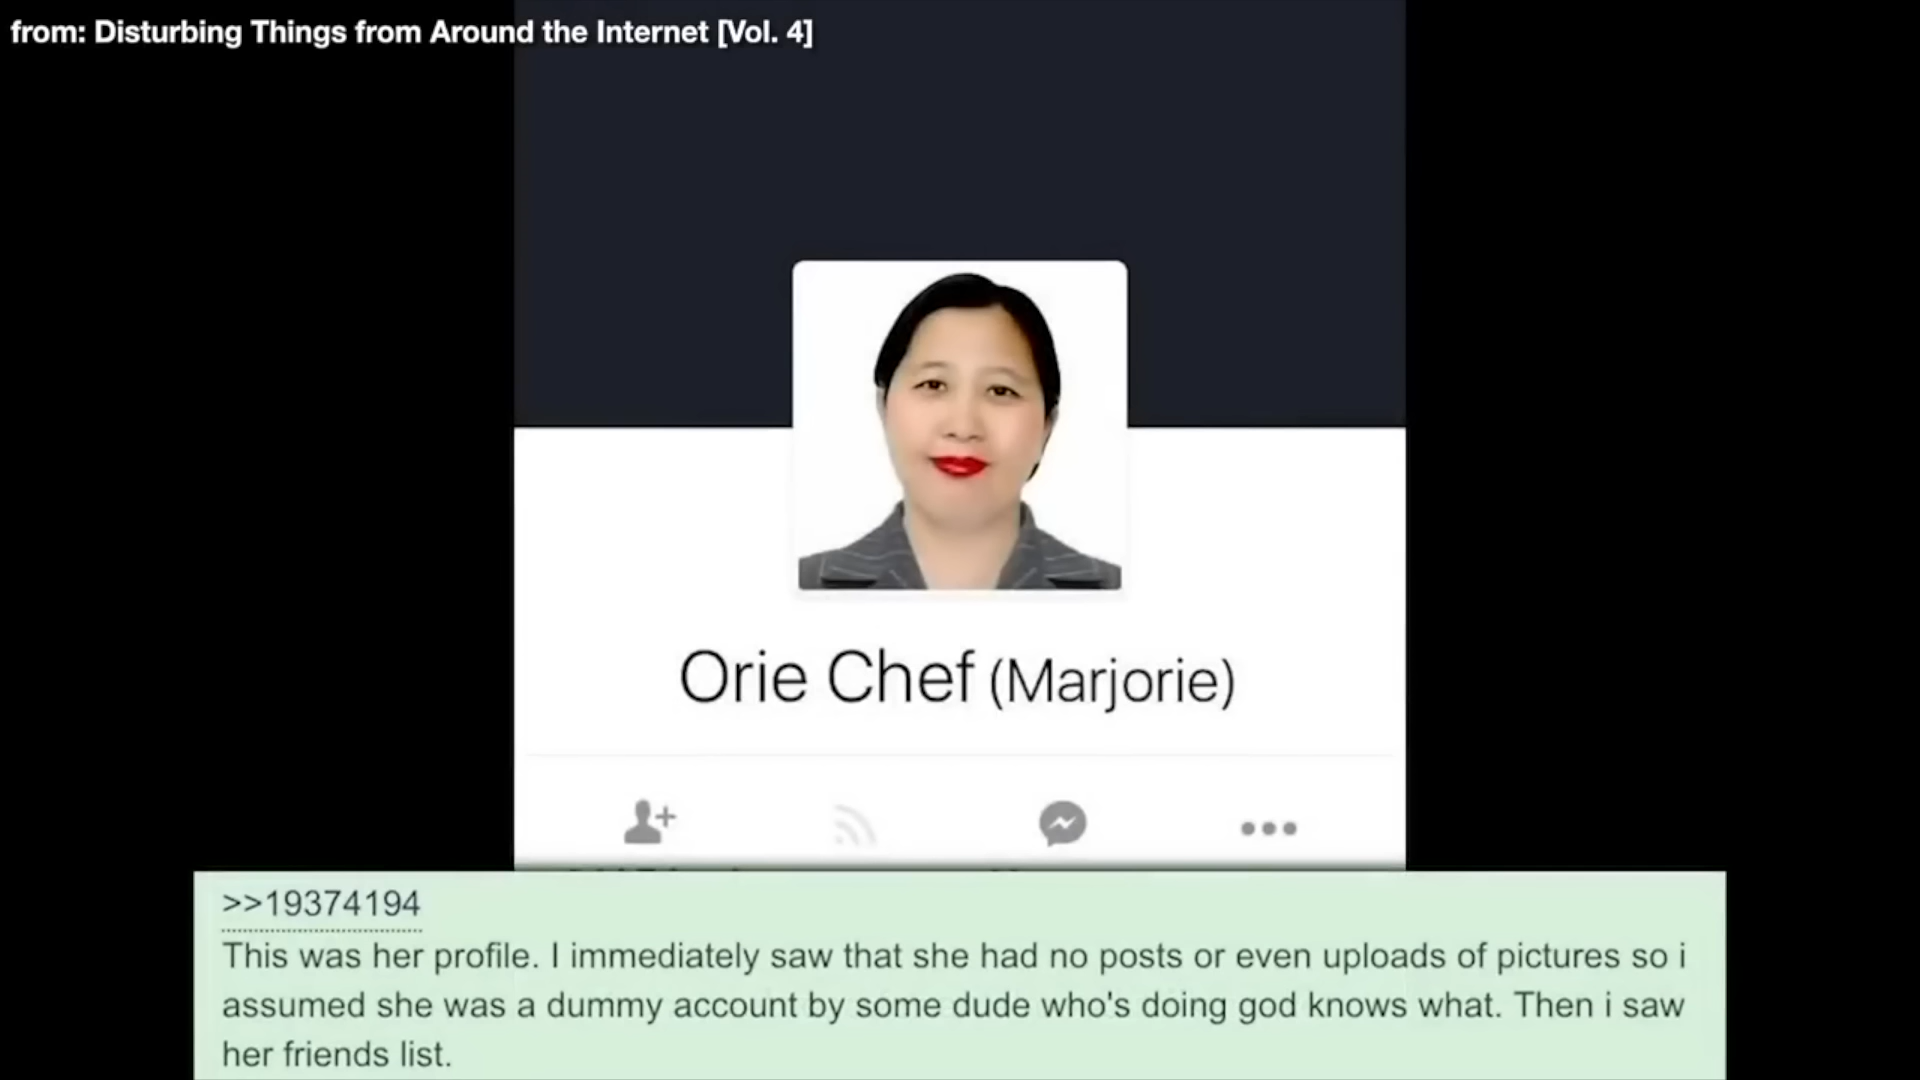 from: Disturbing Things from Around the Internet [Vol. 4]
Orie Chef (Marjorie)
>>19374194
This was her profile. I immediately saw that she had no posts or even uploads of pictures so i
assumed she was a dummy account by some dude who's doing god knows what. Then i saw
her friends list.